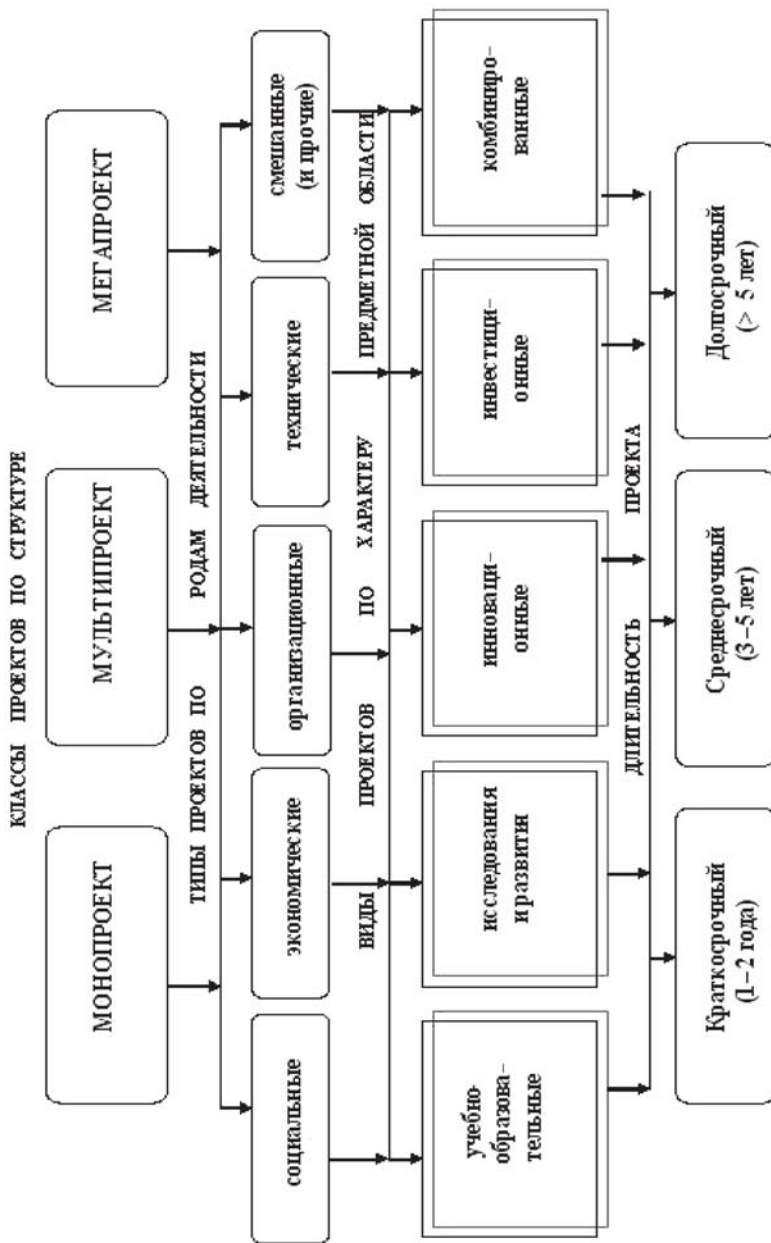 КЛАССЫ ПРОЕКТОВ ПО СТРУКТУРЕ
МОНОПРОЕКТ
МУЛЬТИПРОЕКТ
МЕГАПРОЕКТ
ТИПЫ ПРОЕКТОВ ПО РОДАМ ДЕЯТЕЛЬНОСТИ
социальные
экономические
организационные
технические
смешанные
(и прочие)
ВИДЫ ПРОЕКТОВ ПО ХАРАКТЕРУ ПРЕДМЕТНОЙ ОБЛАСТИ
учебно-
образова–
тельные
исследования
и развития
инноваци–
онные
инвестици–
онные
комбиниро–
ванные
ДЛИТЕЛЬНОСТЬ ПРОЕКТА
Краткосрочный
(1–2 года)
Среднесрочный
(3–5 лет)
Долгосрочный
(> 5 лет)